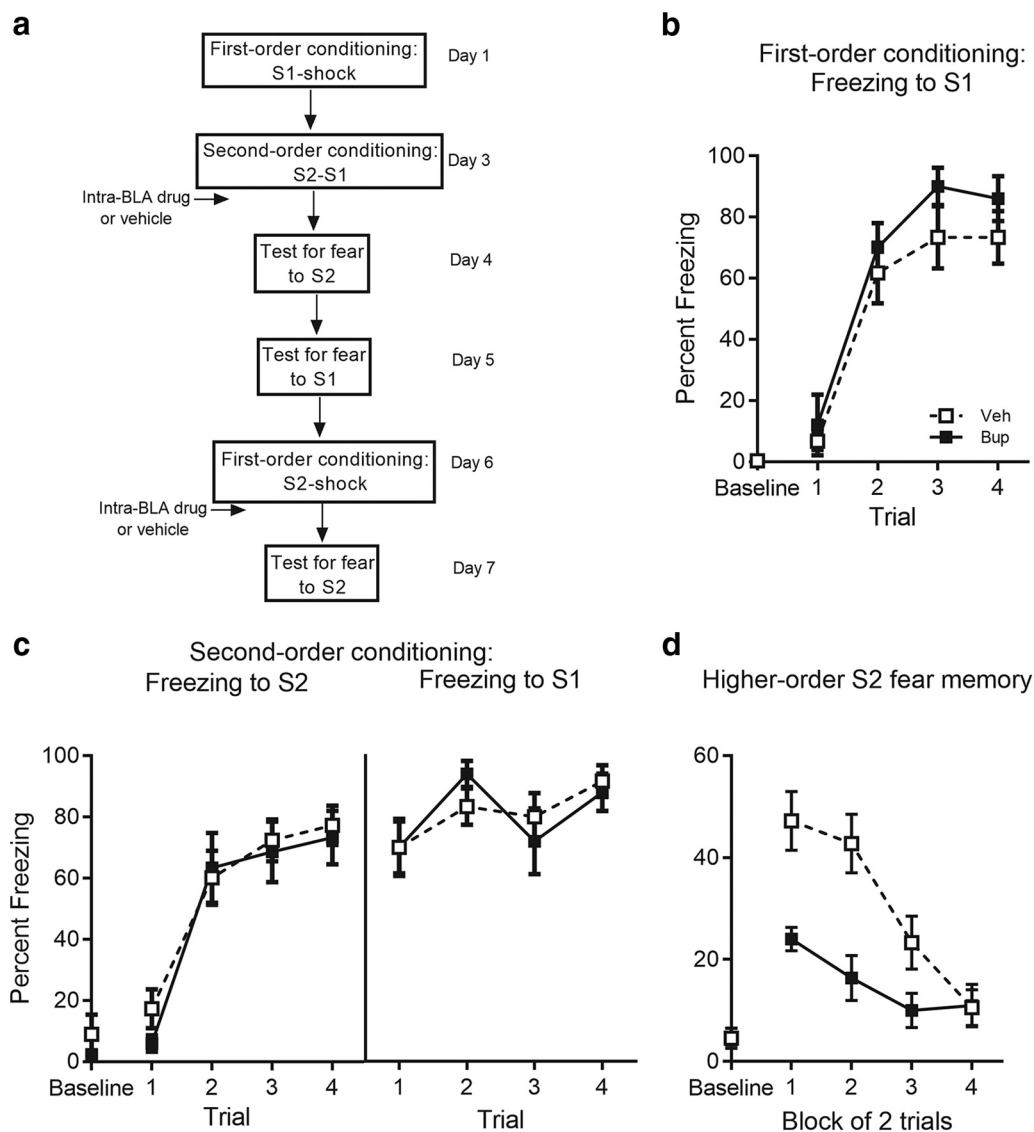 a
First-order conditioning:
S1-shock
Day 1
Second-order conditioning:
S2-S1
Day 3
Intra-BLA drug
or vehicle
Test for fear
to S2
Day 4
Test for fear
to S1
Day 5
First-order conditioning:
S2-shock
Day 6
Intra-BLA drug
or vehicle
Test for fear
to S2
Day 7
b
First-order conditioning:
Freezing to S1
Percent Freezing
100
80
60
40
20
0
Veh
Bup
Baseline 1 2 3 4
Trial
c
Second-order conditioning:
Freezing to S2
Freezing to S1
Percent Freezing
100
80
60
40
20
0
Baseline 1 2 3 4
Trial
1 2 3 4
Trial
d
Higher-order S2 fear memory
60
40
20
0
Baseline 1 2 3 4
Block of 2 trials